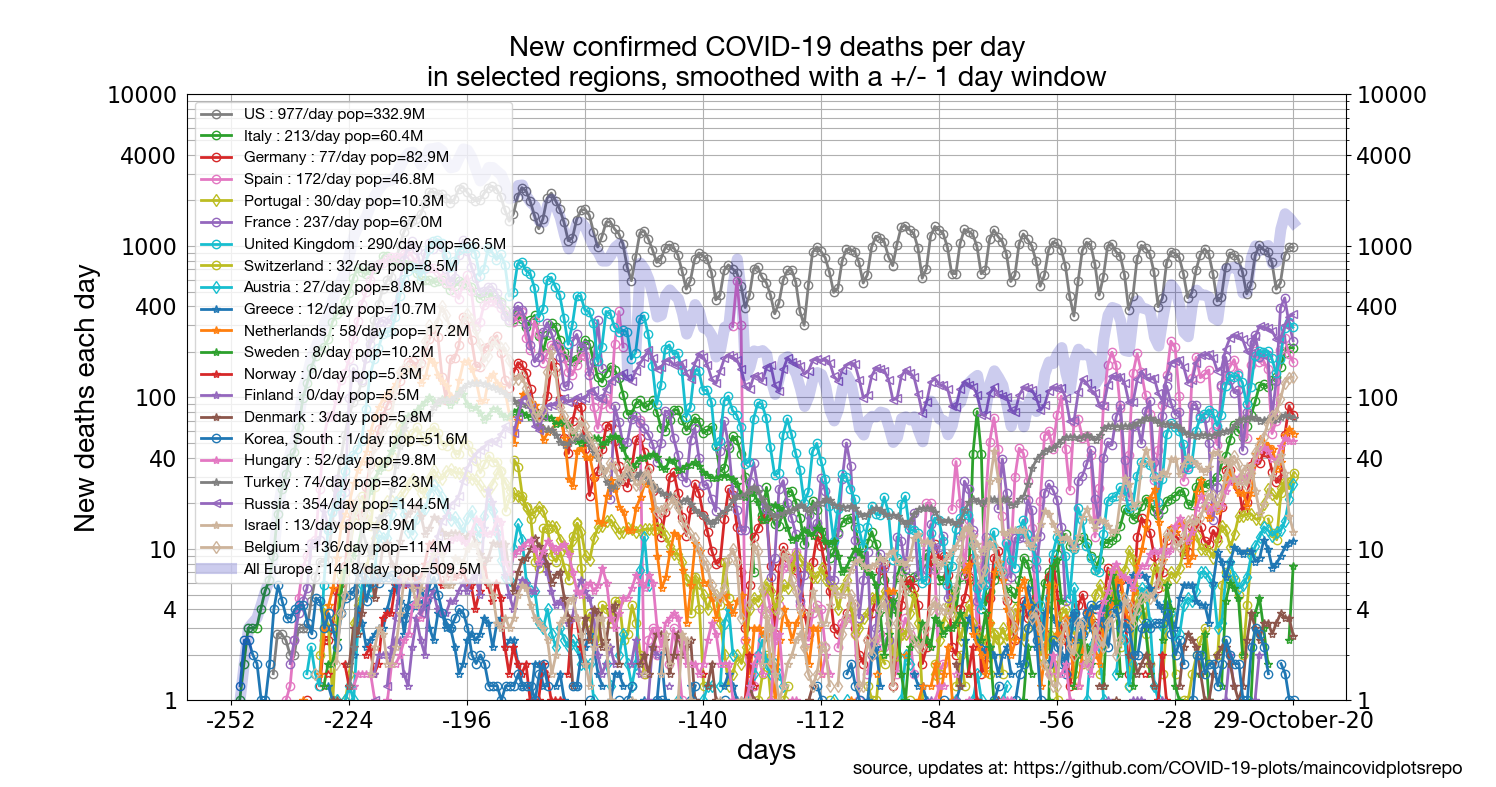 New confirmed COVID-19 deaths per day
in selected regions, smoothed with a +/- 1 day window
New deaths each day
10000
4000
1000
400
100
40
10
4
1
US : 977/day pop=332.9M
Italy : 213/day pop=60.4M
Germany : 77/day pop=82.9M
Spain : 172/day pop=46.8M
Portugal : 30/day pop=10.3M
France : 237/day pop=67.0M
United Kingdom : 290/day pop=66.5M
Switzerland : 32/day pop=8.5M
Austria : 27/day pop=8.8M
Greece : 12/day pop=10.7M
Netherlands : 58/day pop=17.2M
Sweden : 8/day pop=10.2M
Norway : 0/day pop=5.3M
Finland : 0/day pop=5.5M
Denmark : 3/day pop=5.8M
Korea, South : 1/day pop=51.6M
Hungary : 52/day pop=9.8M
Turkey : 74/day pop=82.3M
Russia : 354/day pop=144.5M
Israel : 13/day pop=8.9M
Belgium : 136/day pop=11.4M
All Europe : 1418/day pop=509.5M
10000
4000
1000
400
100
40
10
4
1
-252 -224 -196 -168 -140 -112 -84 -56 -28 29-October-20
days
source, updates at: https://github.com/COVID-19-plots/maincovidplotsrepo